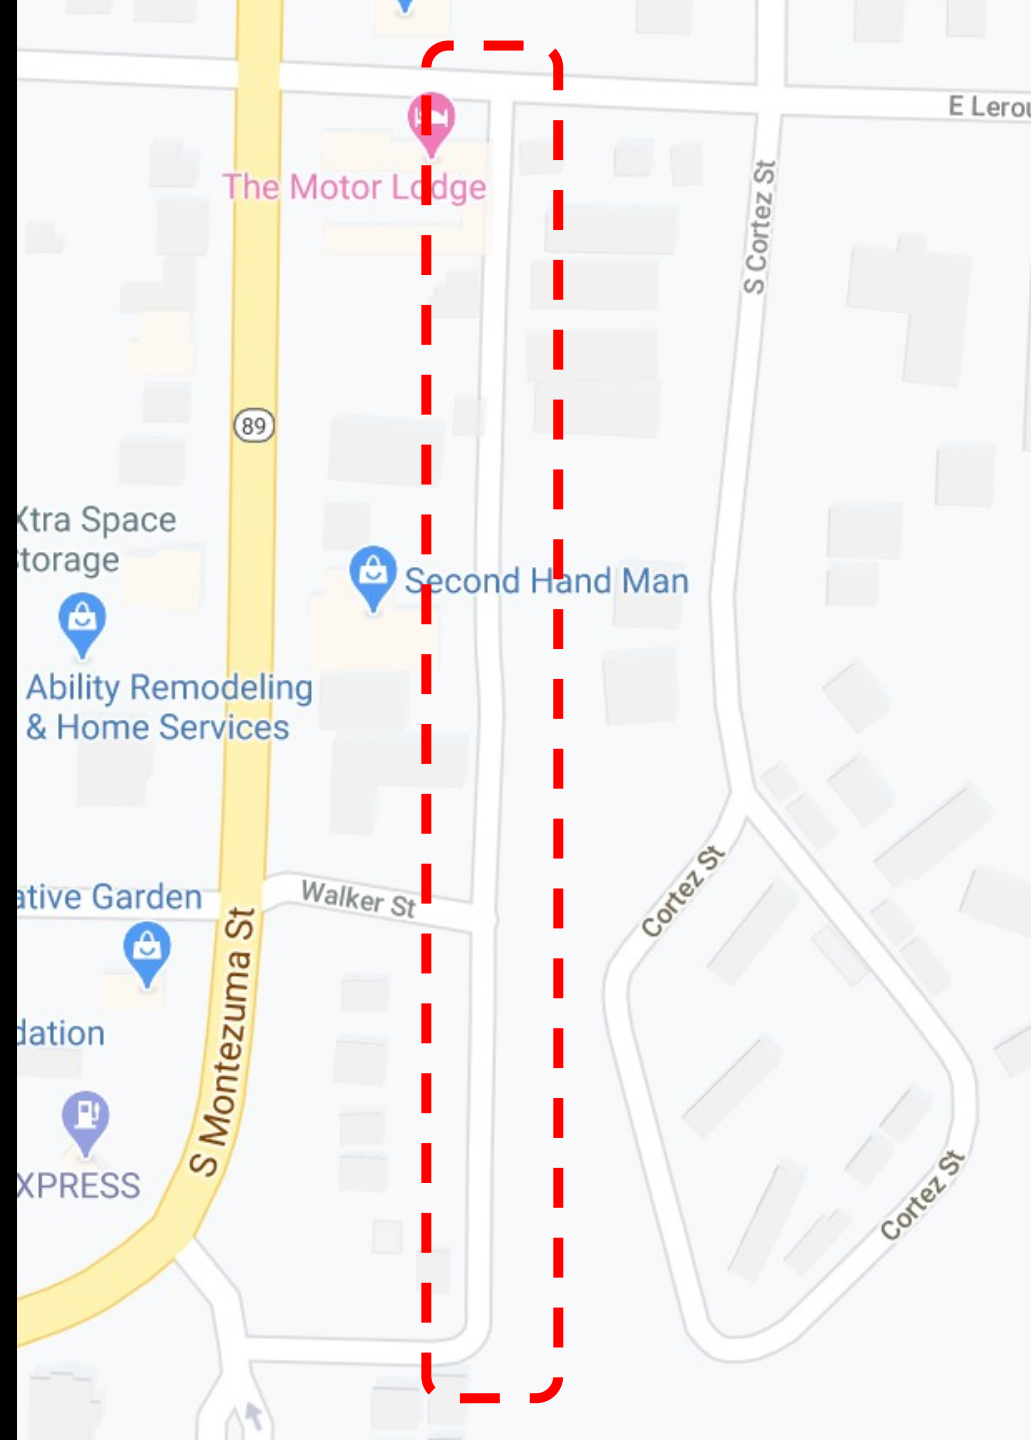 E Lerou
The Motor Lodge
S Cortez St
89
Xtra Space
Storage
Second Hand Man
Ability Remodeling
& Home Services
Walker St
ative Garden
Cortez St
S Montezuma St
dation
XPRESS
Cortez St